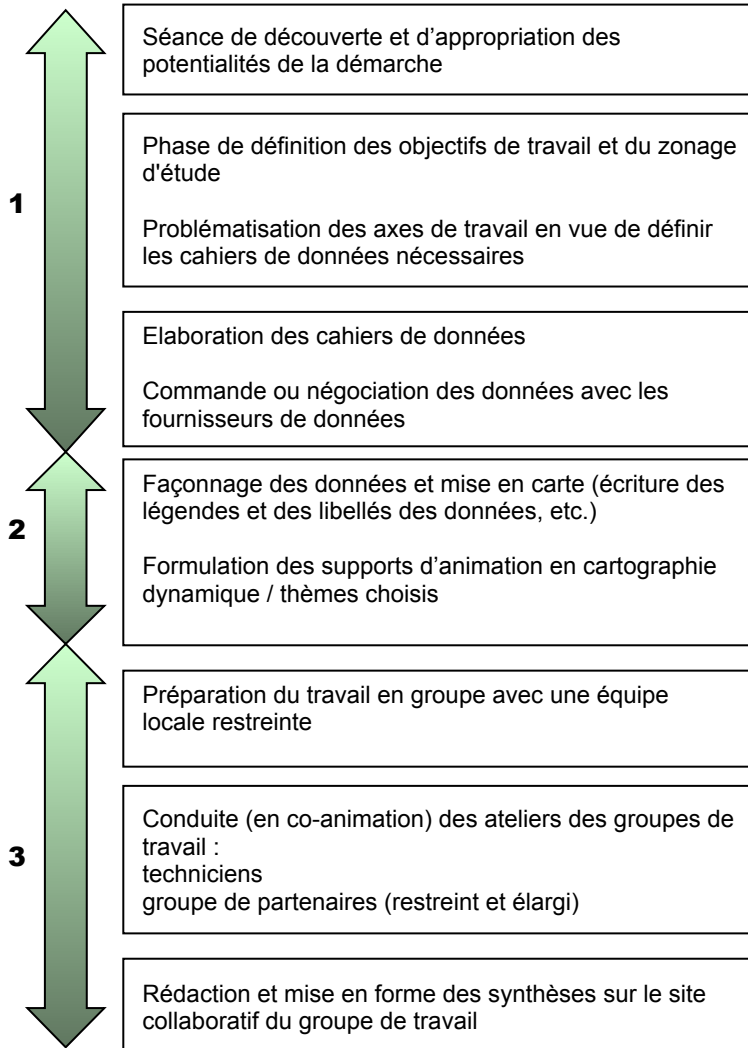 Séance de découverte et d’appropriation des
potentialités de la démarche
1
Phase de définition des objectifs de travail et du zonage
d'étude
Problématisation des axes de travail en vue de définir
les cahiers de données nécessaires
Elaboration des cahiers de données
Commande ou négociation des données avec les
fournisseurs de données
2
Façonnage des données et mise en carte (écriture des
légendes et des libellés des données, etc.)
Formulation des supports d’animation en cartographie
dynamique / thèmes choisis
3
Préparation du travail en groupe avec une équipe
locale restreinte
Conduite (en co-animation) des ateliers des groupes de
travail :
techniciens
groupe de partenaires (restreint et élargi)
Rédaction et mise en forme des synthèses sur le site
collaboratif du groupe de travail